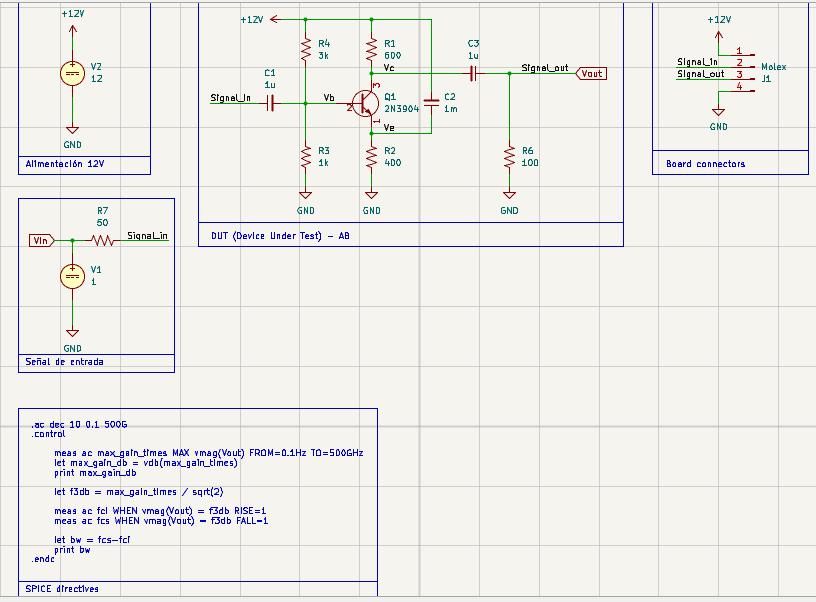 +12V
V2
12
GND
Alimentación 12V
+12V
R4
3k
R1
600
C3
1u
Vc
Signal_out
Vout
C1
1u
Signal_in
Vb
3
2
1
Q1
2N3904
C2
1m
Ve
R3
1k
R2
400
R6
100
GND
GND
GND
DUT (Device Under Test) - AB
+12V
Signal_in
Signal_out
1
2
3
4
Molex
J1
GND
Board connectors
R7
50
Vin
Signal_in
V1
1
GND
Señal de entrada
.ac dec 10 0.1 500G
.control
meas ac max_gain_times MAX vmag(Vout) FROM=0.1Hz TO=500GHz
let max_gain_db = vdb(max_gain_times)
print max_gain_db
let f3db = max_gain_times / sqrt(2)
meas ac fci WHEN vmag(Vout) = f3db RISE=1
meas ac fcs WHEN vmag(Vout) = f3db FALL=1
let bw = fcs-fci
print bw
.endc
SPICE directives